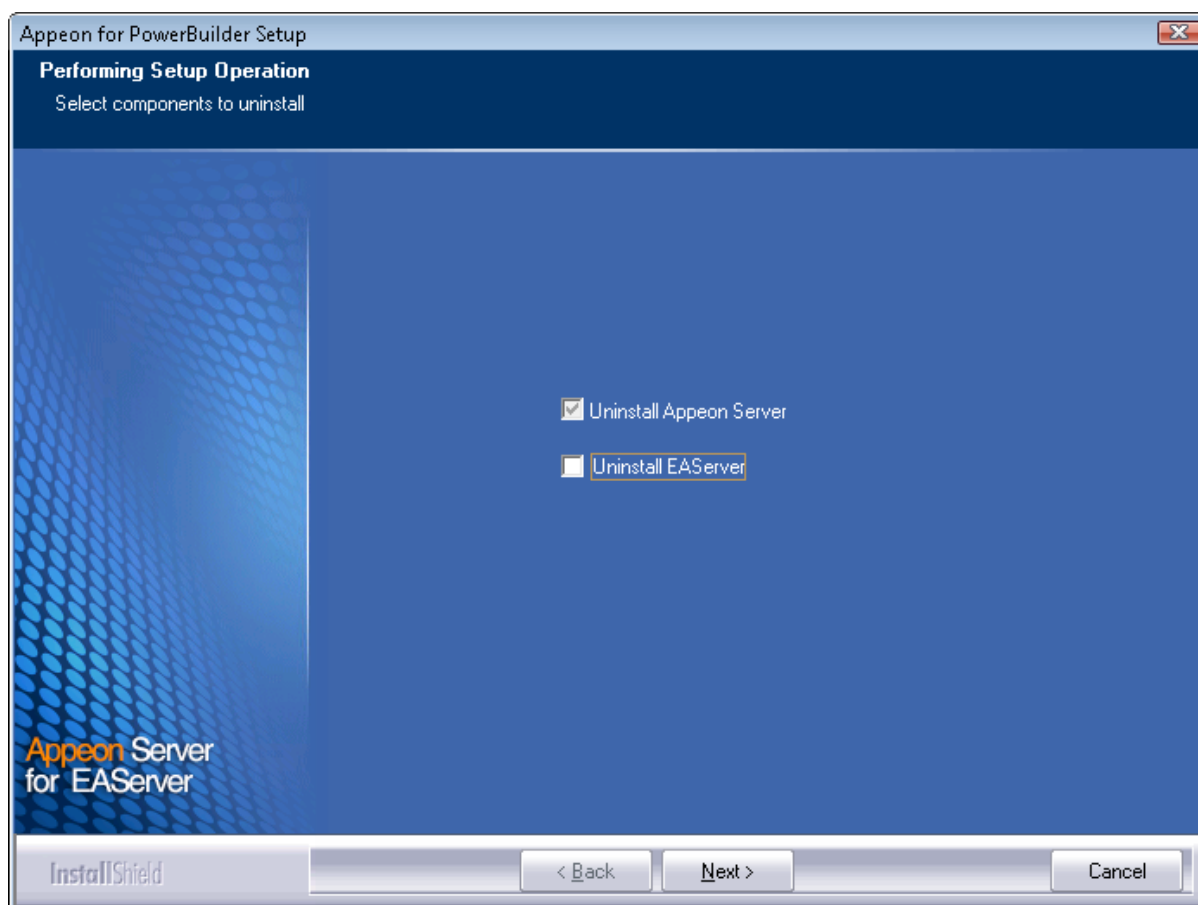 Appeon for PowerBuilder Setup
Performing Setup Operation
Select components to uninstall
Uninstall Appeon Server
Uninstall EAServer
Appeon Server
for EAServer
InstallShield
< Back
Next >
Cancel